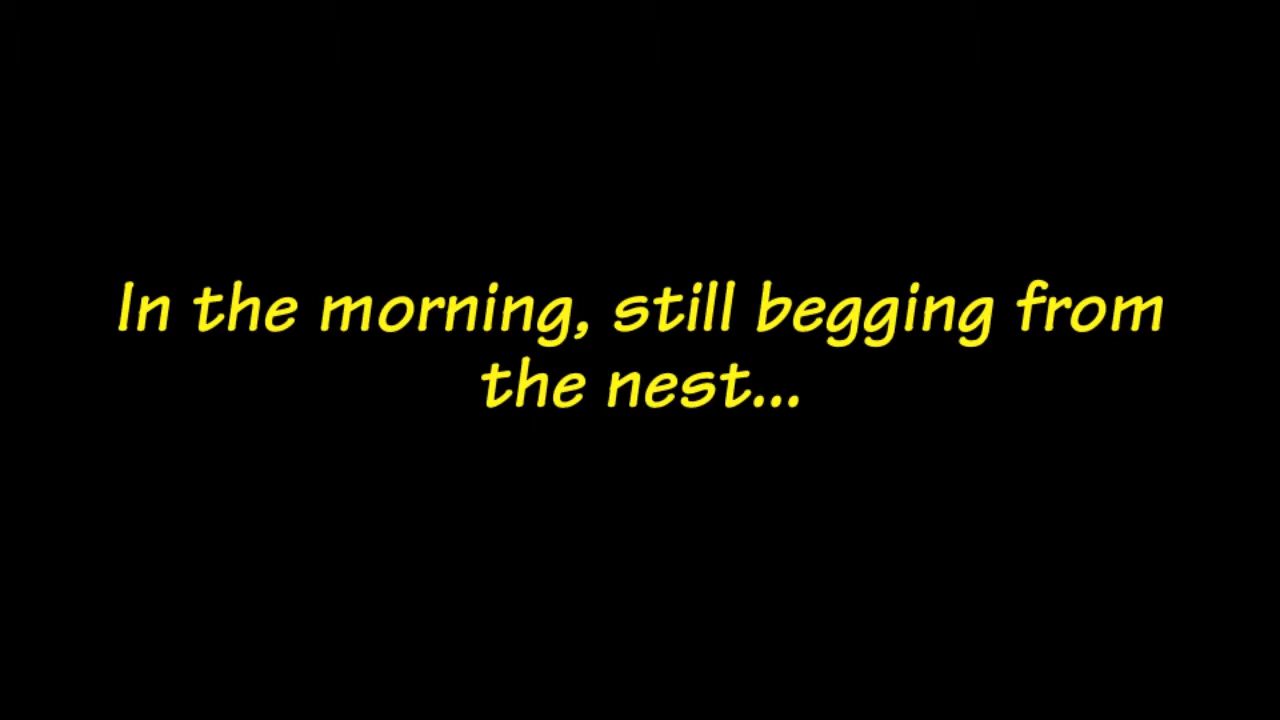 In the morning, still begging from
the nest...